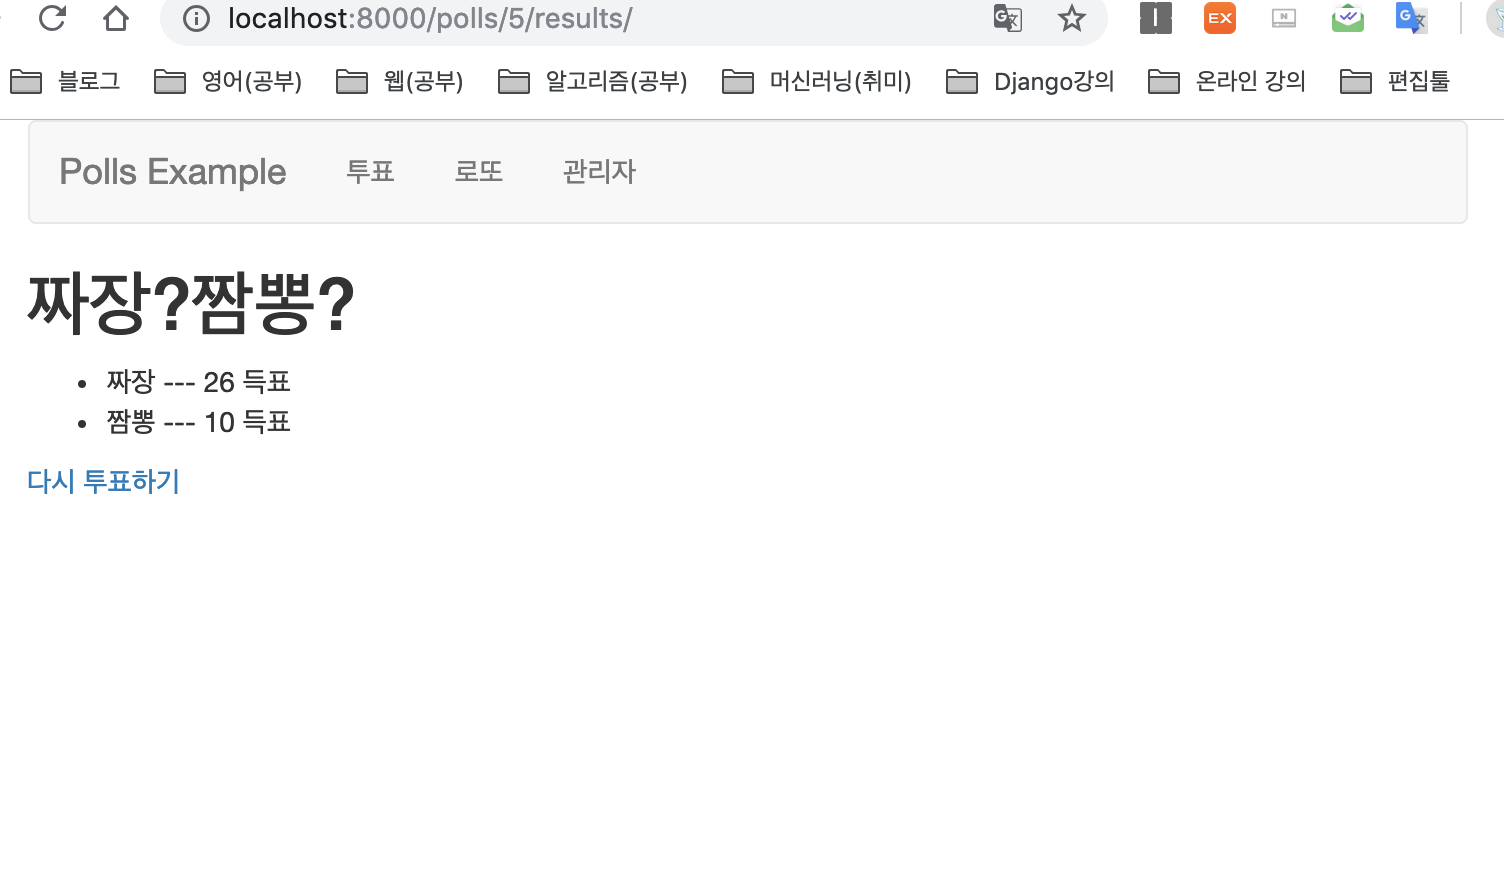 localhost:8000/polls/5/results/
블로그 영어(공부) 웹(공부) 알고리즘(공부) 머신러닝(취미) Django강의 온라인 강의 편집툴
Polls Example 투표 로또 관리자
짜장?짬뽕?
• 짜장 --- 26 득표
• 짬뽕 --- 10 득표
다시 투표하기